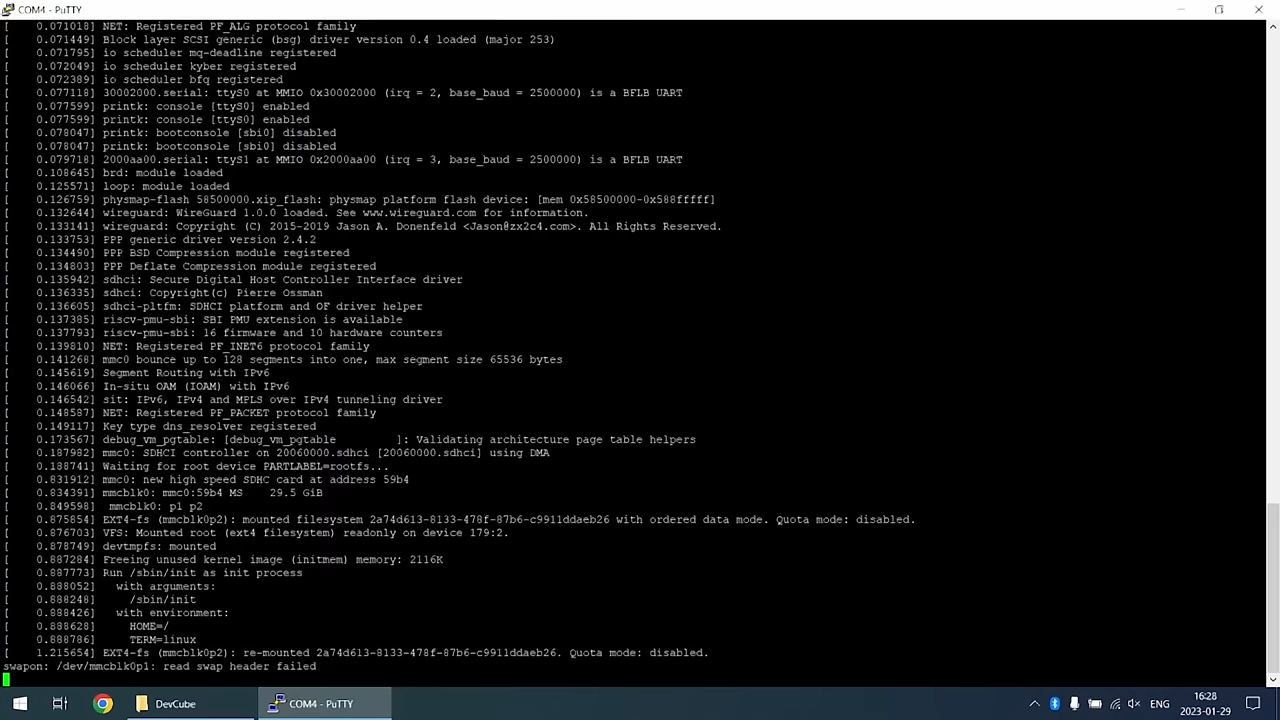 COM4 - PuTTY
[    0.071018] NET: Registered PF_ALG protocol family
[    0.071449] Block layer SCSI generic (bsg) driver version 0.4 loaded (major 253)
[    0.071795] io scheduler mq-deadline registered
[    0.072049] io scheduler kyber registered
[    0.072389] io scheduler bfq registered
[    0.077118] 30002000.serial: ttyS0 at MMIO 0x30002000 (irq = 2, base_baud = 2500000) is a BFLB UART
[    0.077599] printk: console [ttyS0] enabled
[    0.077599] printk: console [ttyS0] enabled
[    0.078047] printk: bootconsole [sbi0] disabled
[    0.078047] printk: bootconsole [sbi0] disabled
[    0.079718] 2000aa00.serial: ttyS1 at MMIO 0x2000aa00 (irq = 3, base_baud = 2500000) is a BFLB UART
[    0.108645] brd: module loaded
[    0.125571] loop: module loaded
[    0.126759] physmap-flash 58500000.xip_flash: physmap platform flash device: [mem 0x58500000-0x588fffff]
[    0.132644] wireguard: WireGuard 1.0.0 loaded. See www.wireguard.com for information.
[    0.133141] wireguard: Copyright (C) 2015-2019 Jason A. Donenfeld <Jason@zx2c4.com>. All Rights Reserved.
[    0.133753] PPP generic driver version 2.4.2
[    0.134490] PPP BSD Compression module registered
[    0.134803] PPP Deflate Compression module registered
[    0.135942] sdhci: Secure Digital Host Controller Interface driver
[    0.136335] sdhci: Copyright(c) Pierre Ossman
[    0.136605] sdhci-pltfm: SDHCI platform and OF driver helper
[    0.137385] riscv-pmu-sbi: SBI PMU extension is available
[    0.137793] riscv-pmu-sbi: 16 firmware and 10 hardware counters
[    0.139810] NET: Registered PF_INET6 protocol family
[    0.141268] mmc0 bounce up to 128 segments into one, max segment size 65536 bytes
[    0.145619] Segment Routing with IPv6
[    0.146066] In-situ OAM (IOAM) with IPv6
[    0.146542] sit: IPv6, IPv4 and MPLS over IPv4 tunneling driver
[    0.148587] NET: Registered PF_PACKET protocol family
[    0.149117] Key type dns_resolver registered
[    0.173567] debug_vm_pgtable: [debug_vm_pgtable         ]: Validating architecture page table helpers
[    0.187982] mmc0: SDHCI controller on 20060000.sdhci [20060000.sdhci] using DMA
[    0.188741] Waiting for root device PARTLABEL=rootfs...
[    0.831912] mmc0: new high speed SDHC card at address 59b4
[    0.834391] mmcblk0: mmc0:59b4 MS    29.5 GiB
[    0.849598]  mmcblk0: p1 p2
[    0.875854] EXT4-fs (mmcblk0p2): mounted filesystem 2a74d613-8133-478f-87b6-c9911ddaeb26 with ordered data mode. Quota mode: disabled.
[    0.876703] VFS: Mounted root (ext4 filesystem) readonly on device 179:2.
[    0.878749] devtmpfs: mounted
[    0.887284] Freeing unused kernel image (initmem) memory: 2116K
[    0.887773] Run /sbin/init as init process
[    0.888052]   with arguments:
[    0.888248]     /sbin/init
[    0.888426]   with environment:
[    0.888628]     HOME=/
[    0.888786]     TERM=linux
[    1.215654] EXT4-fs (mmcblk0p2): re-mounted 2a74d613-8133-478f-87b6-c9911ddaeb26. Quota mode: disabled.
swapon: /dev/mmcblk0p1: read swap header failed
DevCube
COM4 - PuTTY
ENG
16:28
2023-01-29